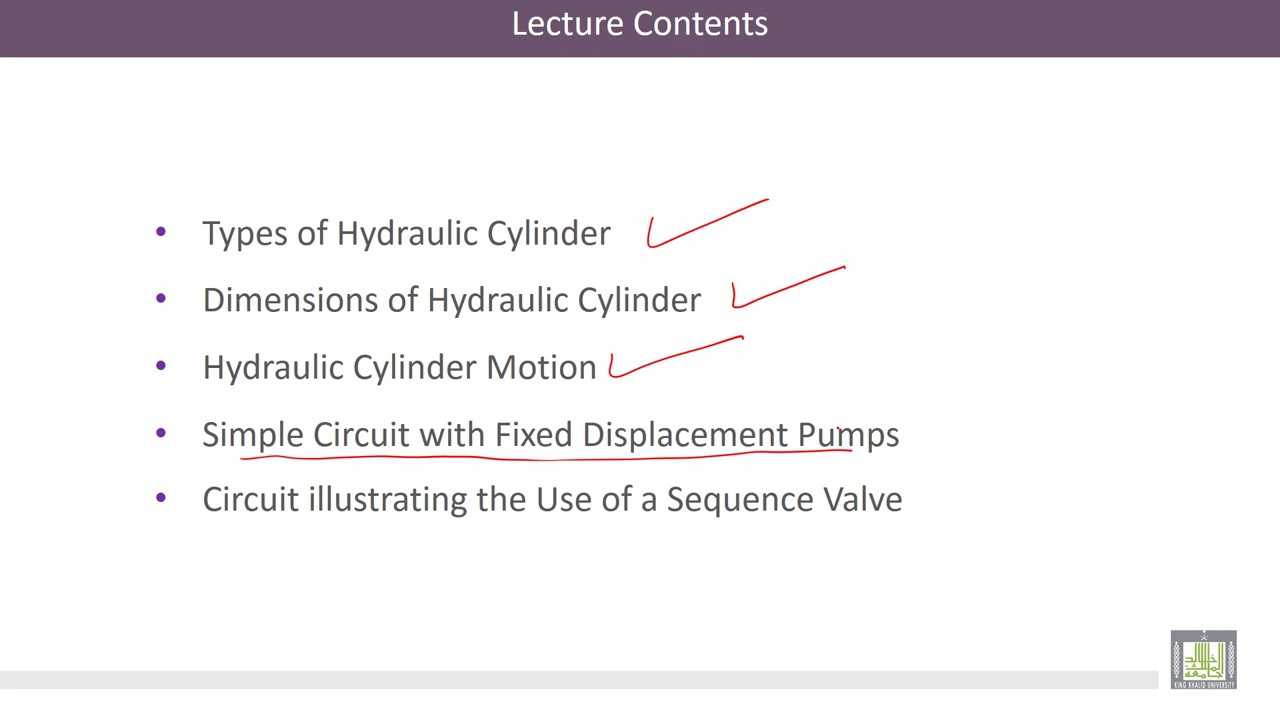 Lecture Contents
• Types of Hydraulic Cylinder
• Dimensions of Hydraulic Cylinder
• Hydraulic Cylinder Motion
• Simple Circuit with Fixed Displacement Pumps
• Circuit illustrating the Use of a Sequence Valve
KING KHALID UNIVERSITY